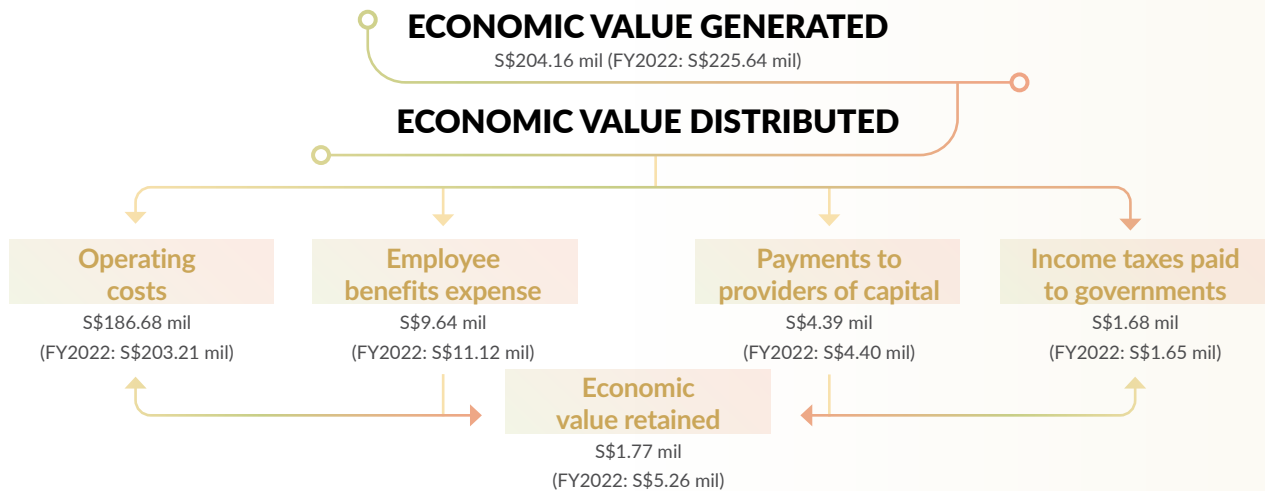 ECONOMIC VALUE GENERATED
S$204.16 mil (FY2022: S$225.64 mil)
ECONOMIC VALUE DISTRIBUTED
Operating
costs
S$186.68 mil
(FY2022: S$203.21 mil)
Employee
benefits expense
S$9.64 mil
(FY2022: S$11.12 mil)
Payments to
providers of capital
S$4.39 mil
(FY2022: S$4.40 mil)
Income taxes paid
to governments
S$1.68 mil
(FY2022: S$1.65 mil)
Economic
value retained
S$1.77 mil
(FY2022: S$5.26 mil)